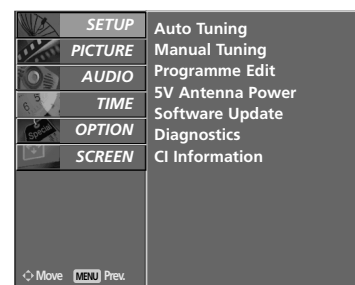 SETUP
PICTURE
AUDIO
TIME
OPTION
SCREEN
Auto Tuning
Manual Tuning
Programme Edit
5V Antenna Power
Software Update
Diagnostics
CI Information
Move MENU Prev.